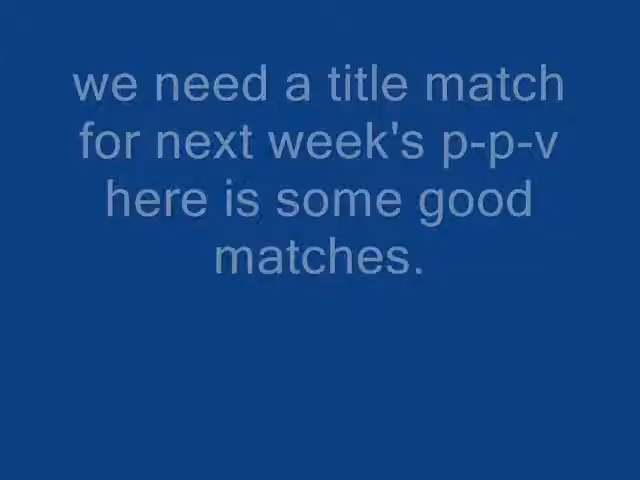 we need a title match
for next week's p-p-v
here is some good
matches.